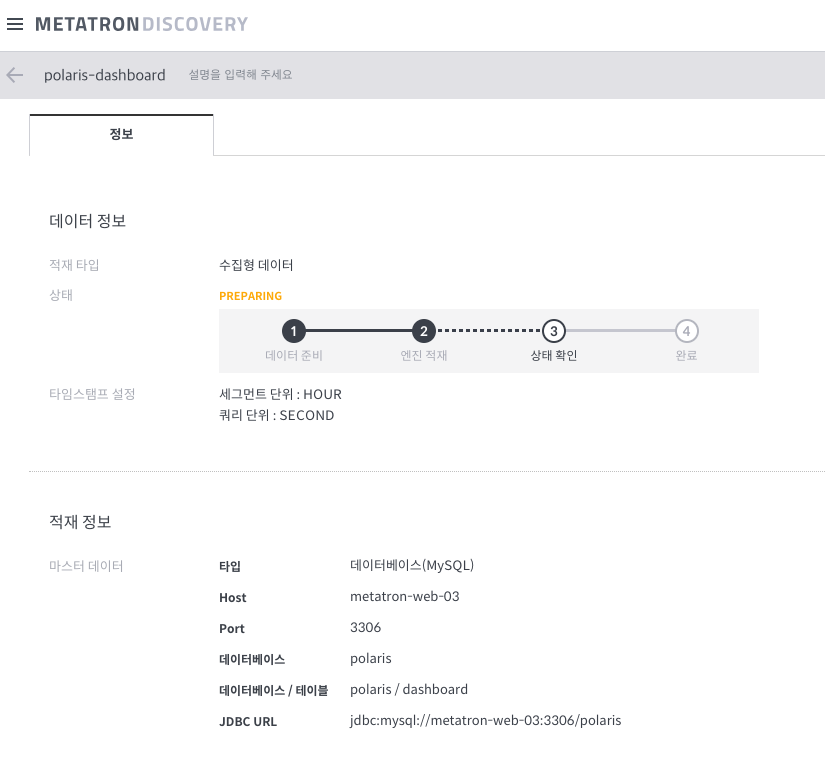 METATRON DISCOVERY
polaris-dashboard 설명을 입력해 주세요
정보
데이터 정보
적재 타입 수집형 데이터
상태 PREPARING
1 2 3 4
데이터 준비 엔진 적재 상태 확인 완료
타임스탬프 설정 세그먼트 단위 : HOUR
쿼리 단위 : SECOND
적재 정보
마스터 데이터 타입 데이터베이스(MySQL)
Host metatron-web-03
Port 3306
데이터베이스 polaris
데이터베이스 / 테이블 polaris / dashboard
JDBC URL jdbc:mysql://metatron-web-03:3306/polaris